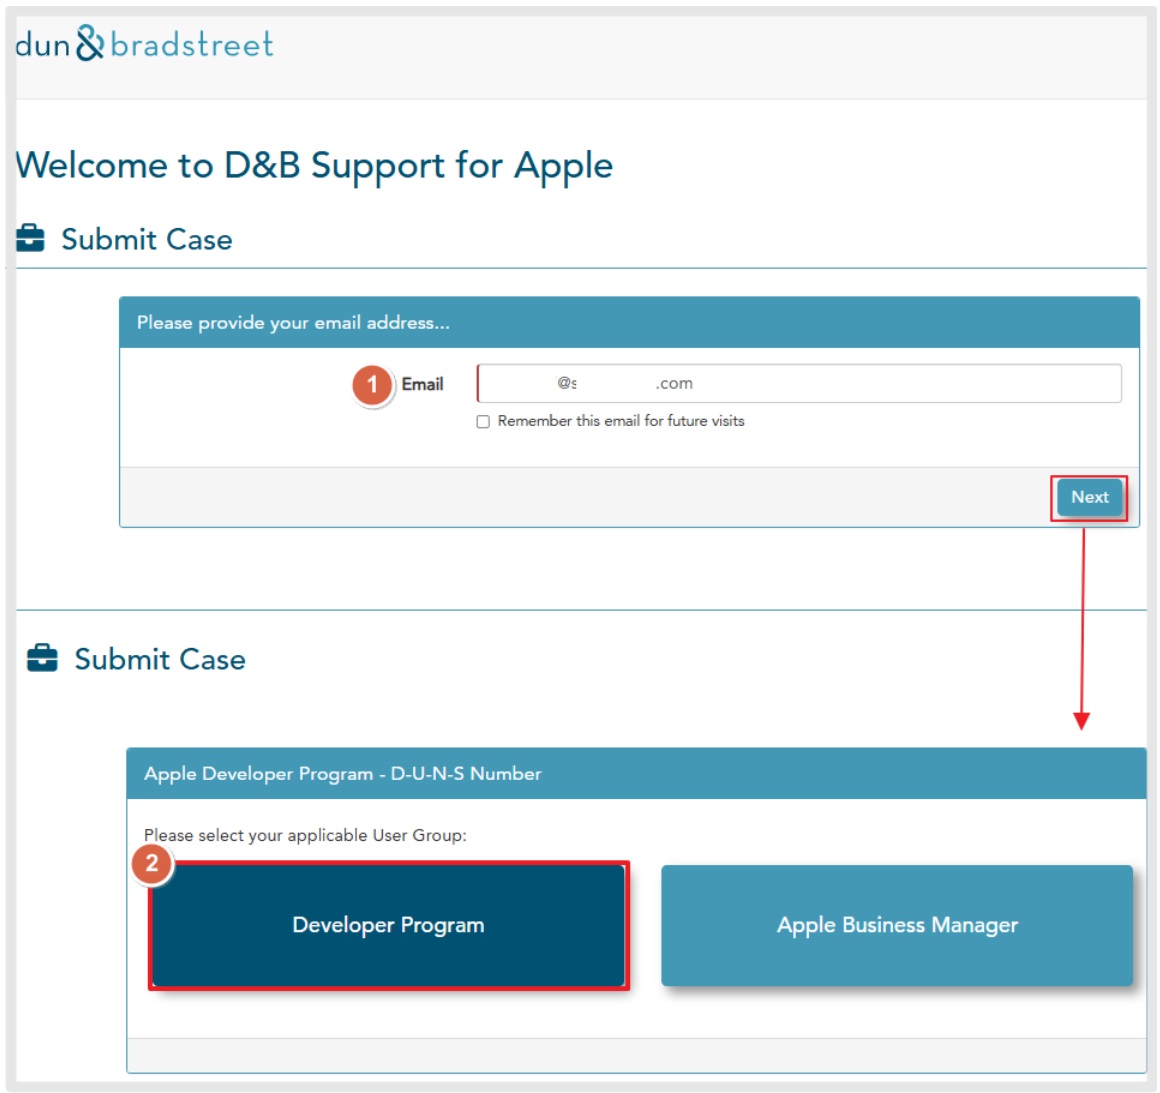 dun & bradstreet
Welcome to D&B Support for Apple
Submit Case
Please provide your email address...
1 Email @s .com
Remember this email for future visits
Next
Submit Case
Apple Developer Program - D-U-N-S Number
Please select your applicable User Group:
2
Developer Program Apple Business Manager